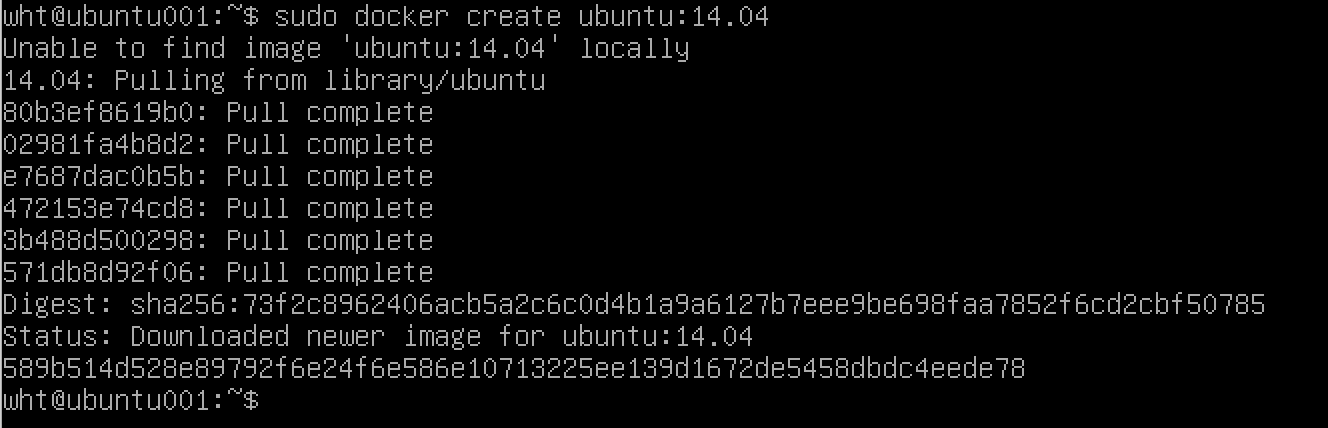 wht@ubuntu001:~$ sudo docker create ubuntu:14.04
Unable to find image 'ubuntu:14.04' locally
14.04: Pulling from library/ubuntu
80b3ef8619b0: Pull complete
02981fa4b8d2: Pull complete
e7687dac0b5b: Pull complete
472153e74cd8: Pull complete
3b488d500298: Pull complete
571db8d92f06: Pull complete
Digest: sha256:73f2c8962406acb5a2c6c0d4b1a9a6127b7eee9be698faa7852f6cd2cbf50785
Status: Downloaded newer image for ubuntu:14.04
589b514d528e89792f6e24f6e586e10713225ee139d1672de5458dbdc4eede78
wht@ubuntu001:~$